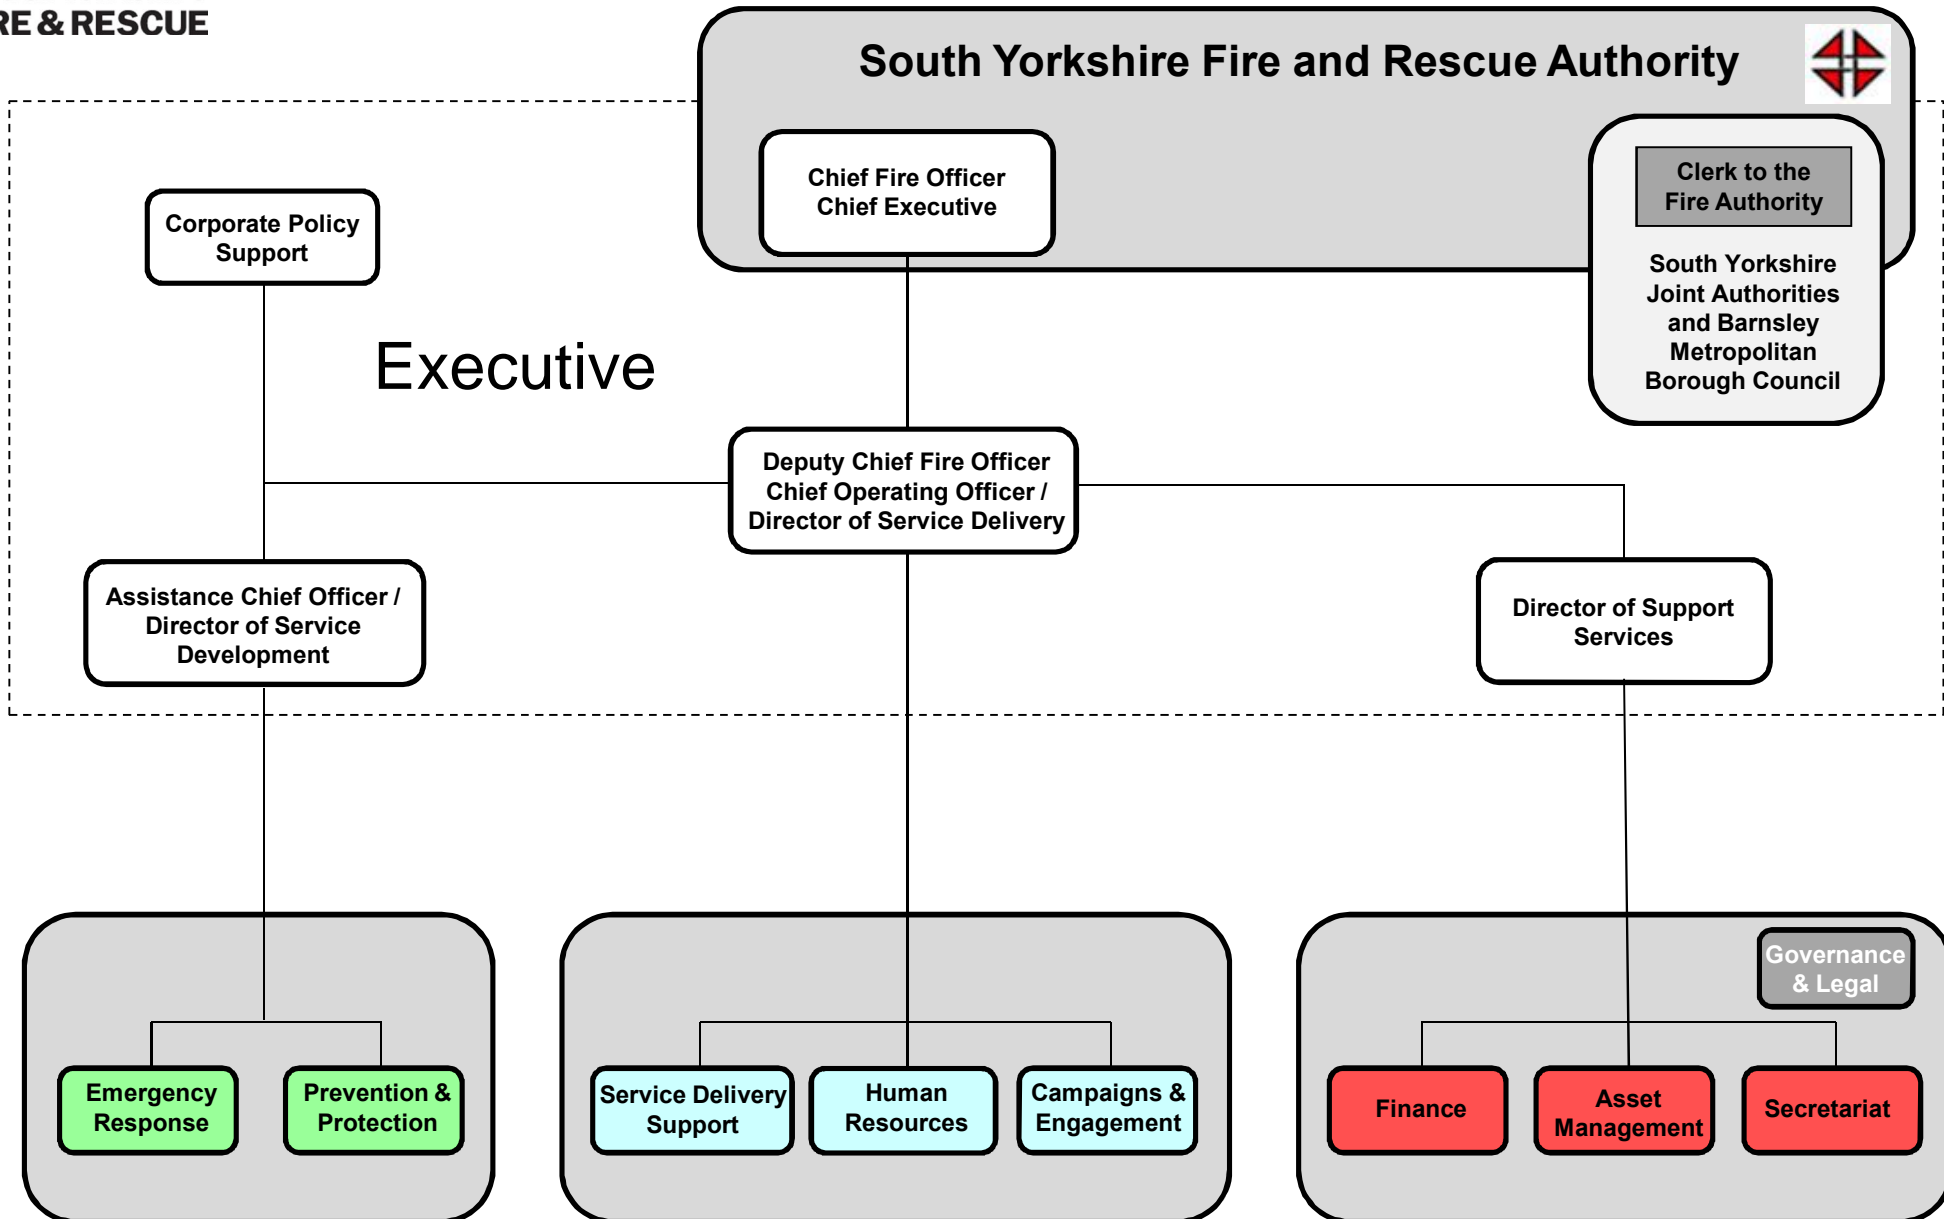 RE & RESCUE
South Yorkshire Fire and Rescue Authority
Chief Fire Officer
Chief Executive
Clerk to the
Fire Authority
South Yorkshire
Joint Authorities
and Barnsley
Metropolitan
Borough Council
Corporate Policy
Support
Executive
Deputy Chief Fire Officer
Chief Operating Officer /
Director of Service Delivery
Assistance Chief Officer /
Director of Service
Development
Director of Support
Services
Governance
& Legal
Emergency
Response
Prevention &
Protection
Service Delivery
Support
Human
Resources
Campaigns &
Engagement
Finance
Asset
Management
Secretariat